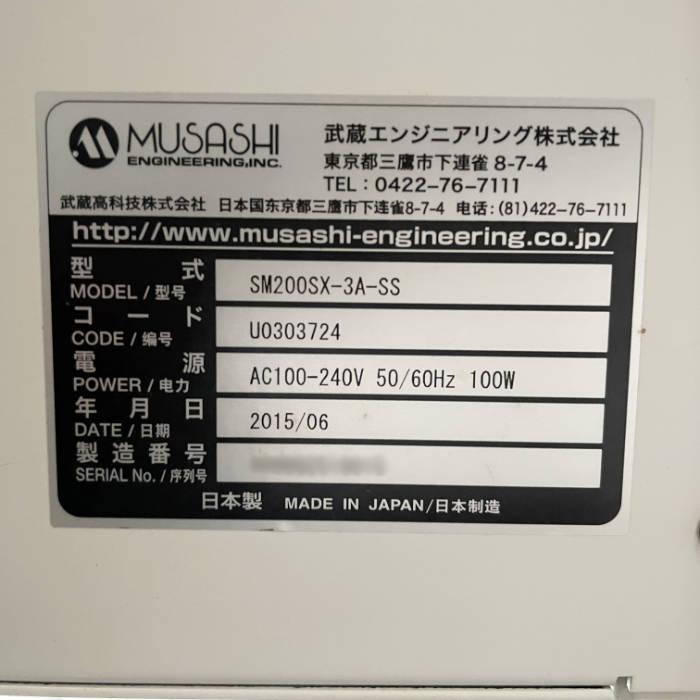 MUSASHI
ENGINEERING,INC.
武蔵エンジニアリング株式会社
東京都三鷹市下連雀 8-7-4
TEL : 0422-76-7111
武蔵高科技株式会社 日本国东京都三鹰市下连雀8-7-4 电话: (81)422-76-7111
http://www.musashi-engineering.co.jp/
型式 SM200SX-3A-SS
MODEL / 型号
コード U0303724
CODE / 编号
電源 AC100-240V 50/60Hz 100W
POWER / 电力
年月日 2015/06
DATE / 日期
製造番号
SERIAL No. / 序列号
日本製 MADE IN JAPAN/日本制造